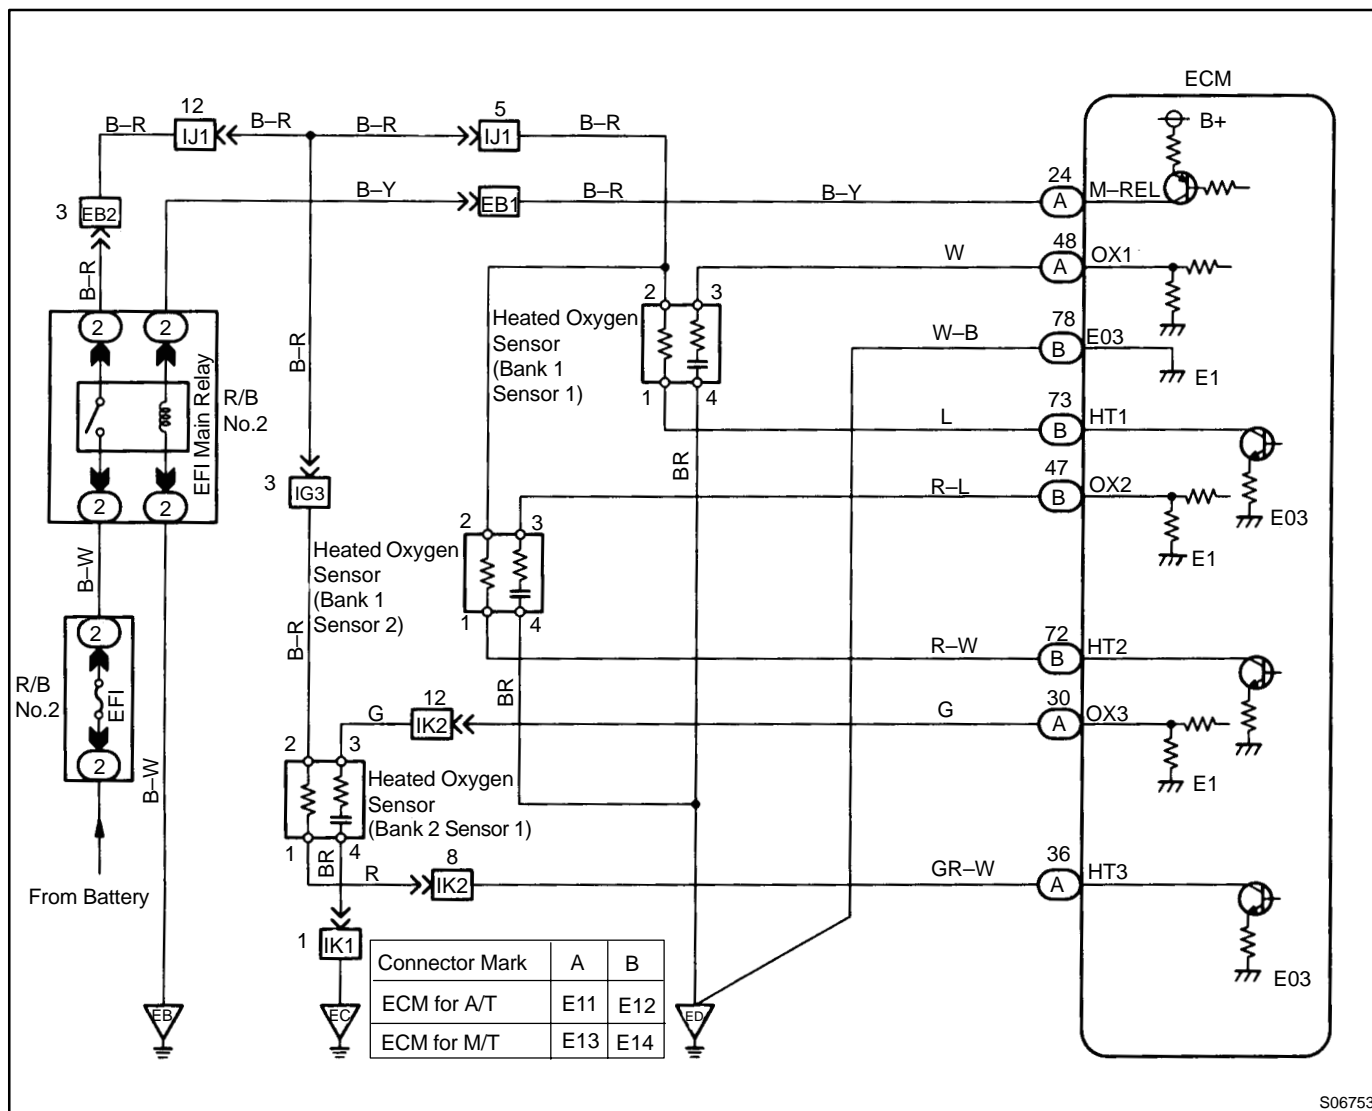 ECM
12
5
B–R
IJ1
B–R
B–R
IJ1
B–R
B+
24
B–Y
B–R
B–Y
A
M–REL
3
EB2
EB1
48
W
A
OX1
B–R
2
3
78
2
2
Heated Oxygen
Sensor
(Bank 1
Sensor 1)
W–B
B
E03
B–R
E1
R/B
No.2
EFI Main Relay
1
4
73
L
B
HT1
BR
47
3
IG3
R–L
B
OX2
2
2
2
3
E03
Heated Oxygen
Sensor
(Bank 1
Sensor 2)
E1
B–W
1
4
2
B–R
72
R–W
B
HT2
R/B
No.2
EFI
BR
12
30
G
IK2
G
A
OX3
2
2
3
B–W
Heated Oxygen
Sensor
(Bank 2 Sensor 1)
E1
1
BR
4
8
36
R
IK2
GR–W
A
HT3
From Battery
1
IK1
Connector Mark A B
E03
ECM for A/T E11 E12
EB
EC
ED
ECM for M/T E13 E14
S06753